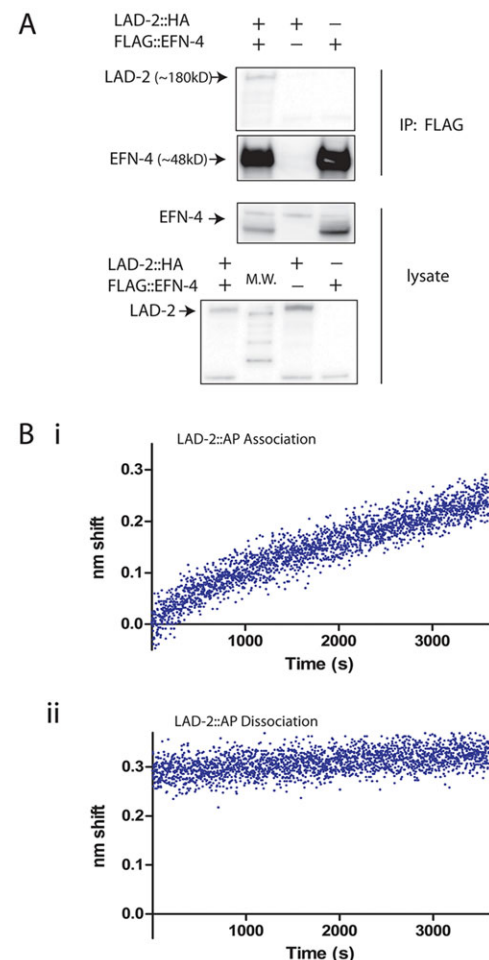 A
LAD-2::HA + + –
FLAG::EFN-4 + – +
LAD-2 (~180kD)
IP: FLAG
EFN-4 (~48kD)
EFN-4
lysate
LAD-2::HA + + –
FLAG::EFN-4 + M.W. – +
LAD-2
B i
LAD-2::AP Association
nm shift
0.3
0.2
0.1
0.0
1000 2000 3000
Time (s)
ii
LAD-2::AP Dissociation
nm shift
0.3
0.2
0.1
0.0
1000 2000 3000
Time (s)